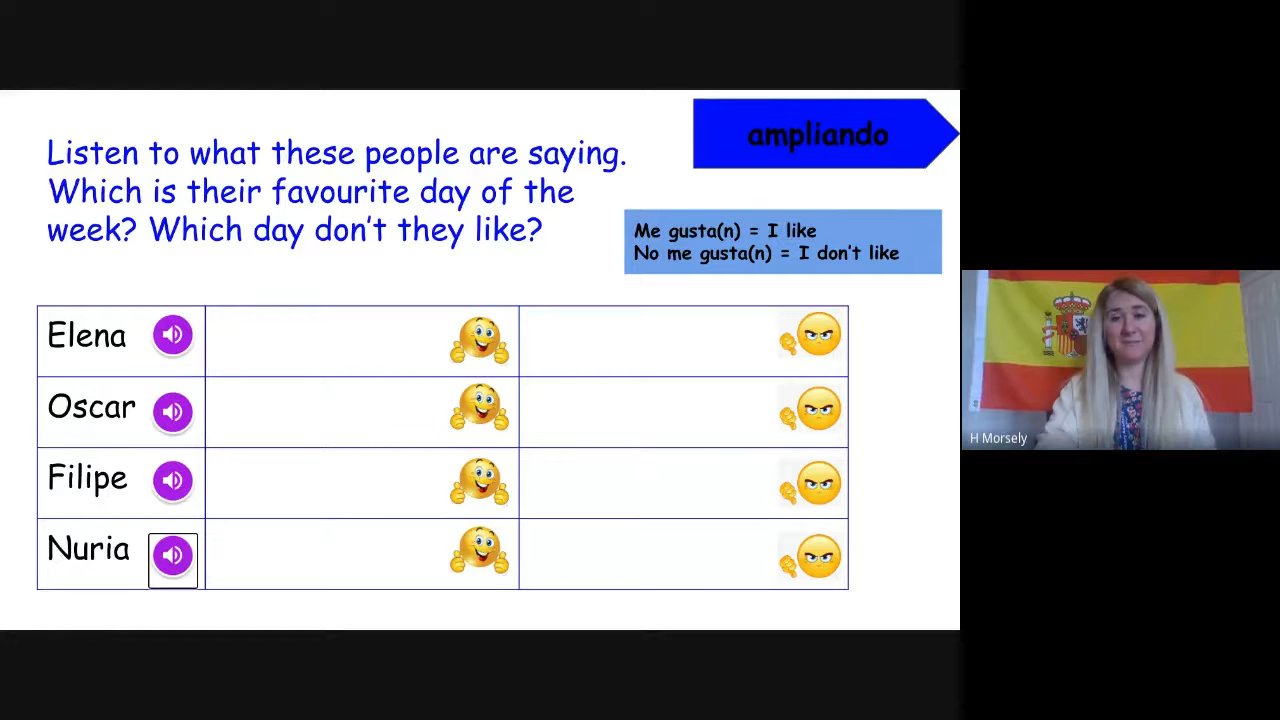 ampliando
Listen to what these people are saying.
Which is their favourite day of the
week? Which day don't they like?
Me gusta(n) = I like
No me gusta(n) = I don't like
Elena
Oscar
Filipe
Nuria
H Morsely